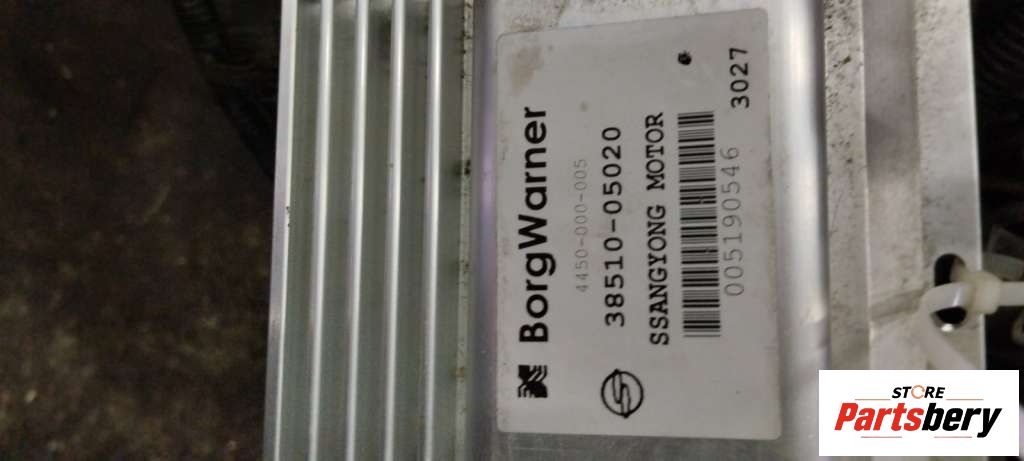 BorgWarner
4450-000-005
38510-05020
SSANGYONG MOTOR
005190546
3027
STORE
Partsbery